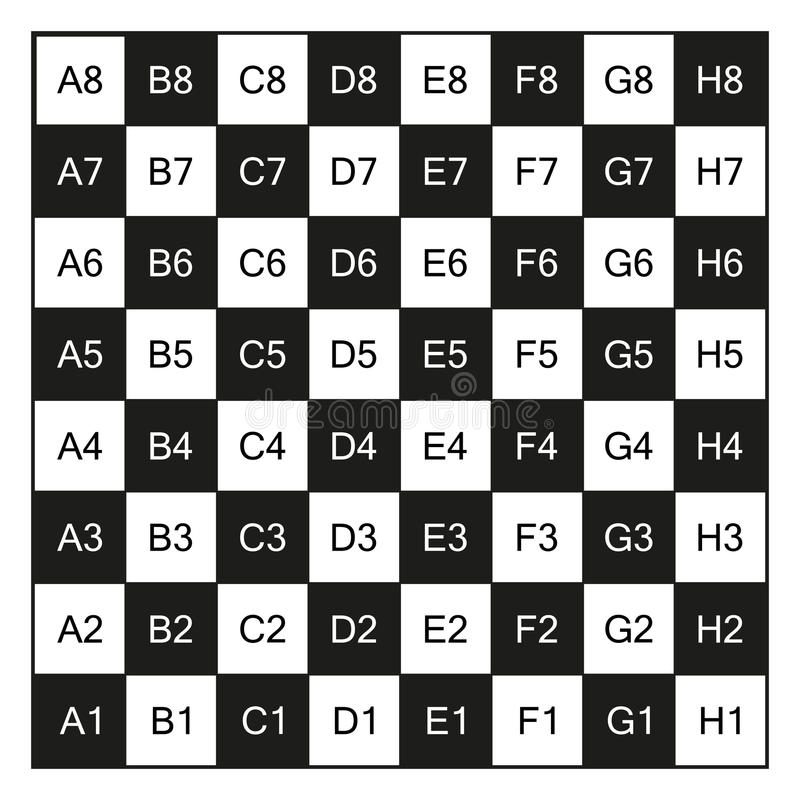 A8 B8 C8 D8 E8 F8 G8 H8
A7 B7 C7 D7 E7 F7 G7 H7
A6 B6 C6 D6 E6 F6 G6 H6
A5 B5 C5 D5 E5 F5 G5 H5
dreamstime
A4 B4 C4 D4 E4 F4 G4 H4
A3 B3 C3 D3 E3 F3 G3 H3
A2 B2 C2 D2 E2 F2 G2 H2
A1 B1 C1 D1 E1 F1 G1 H1